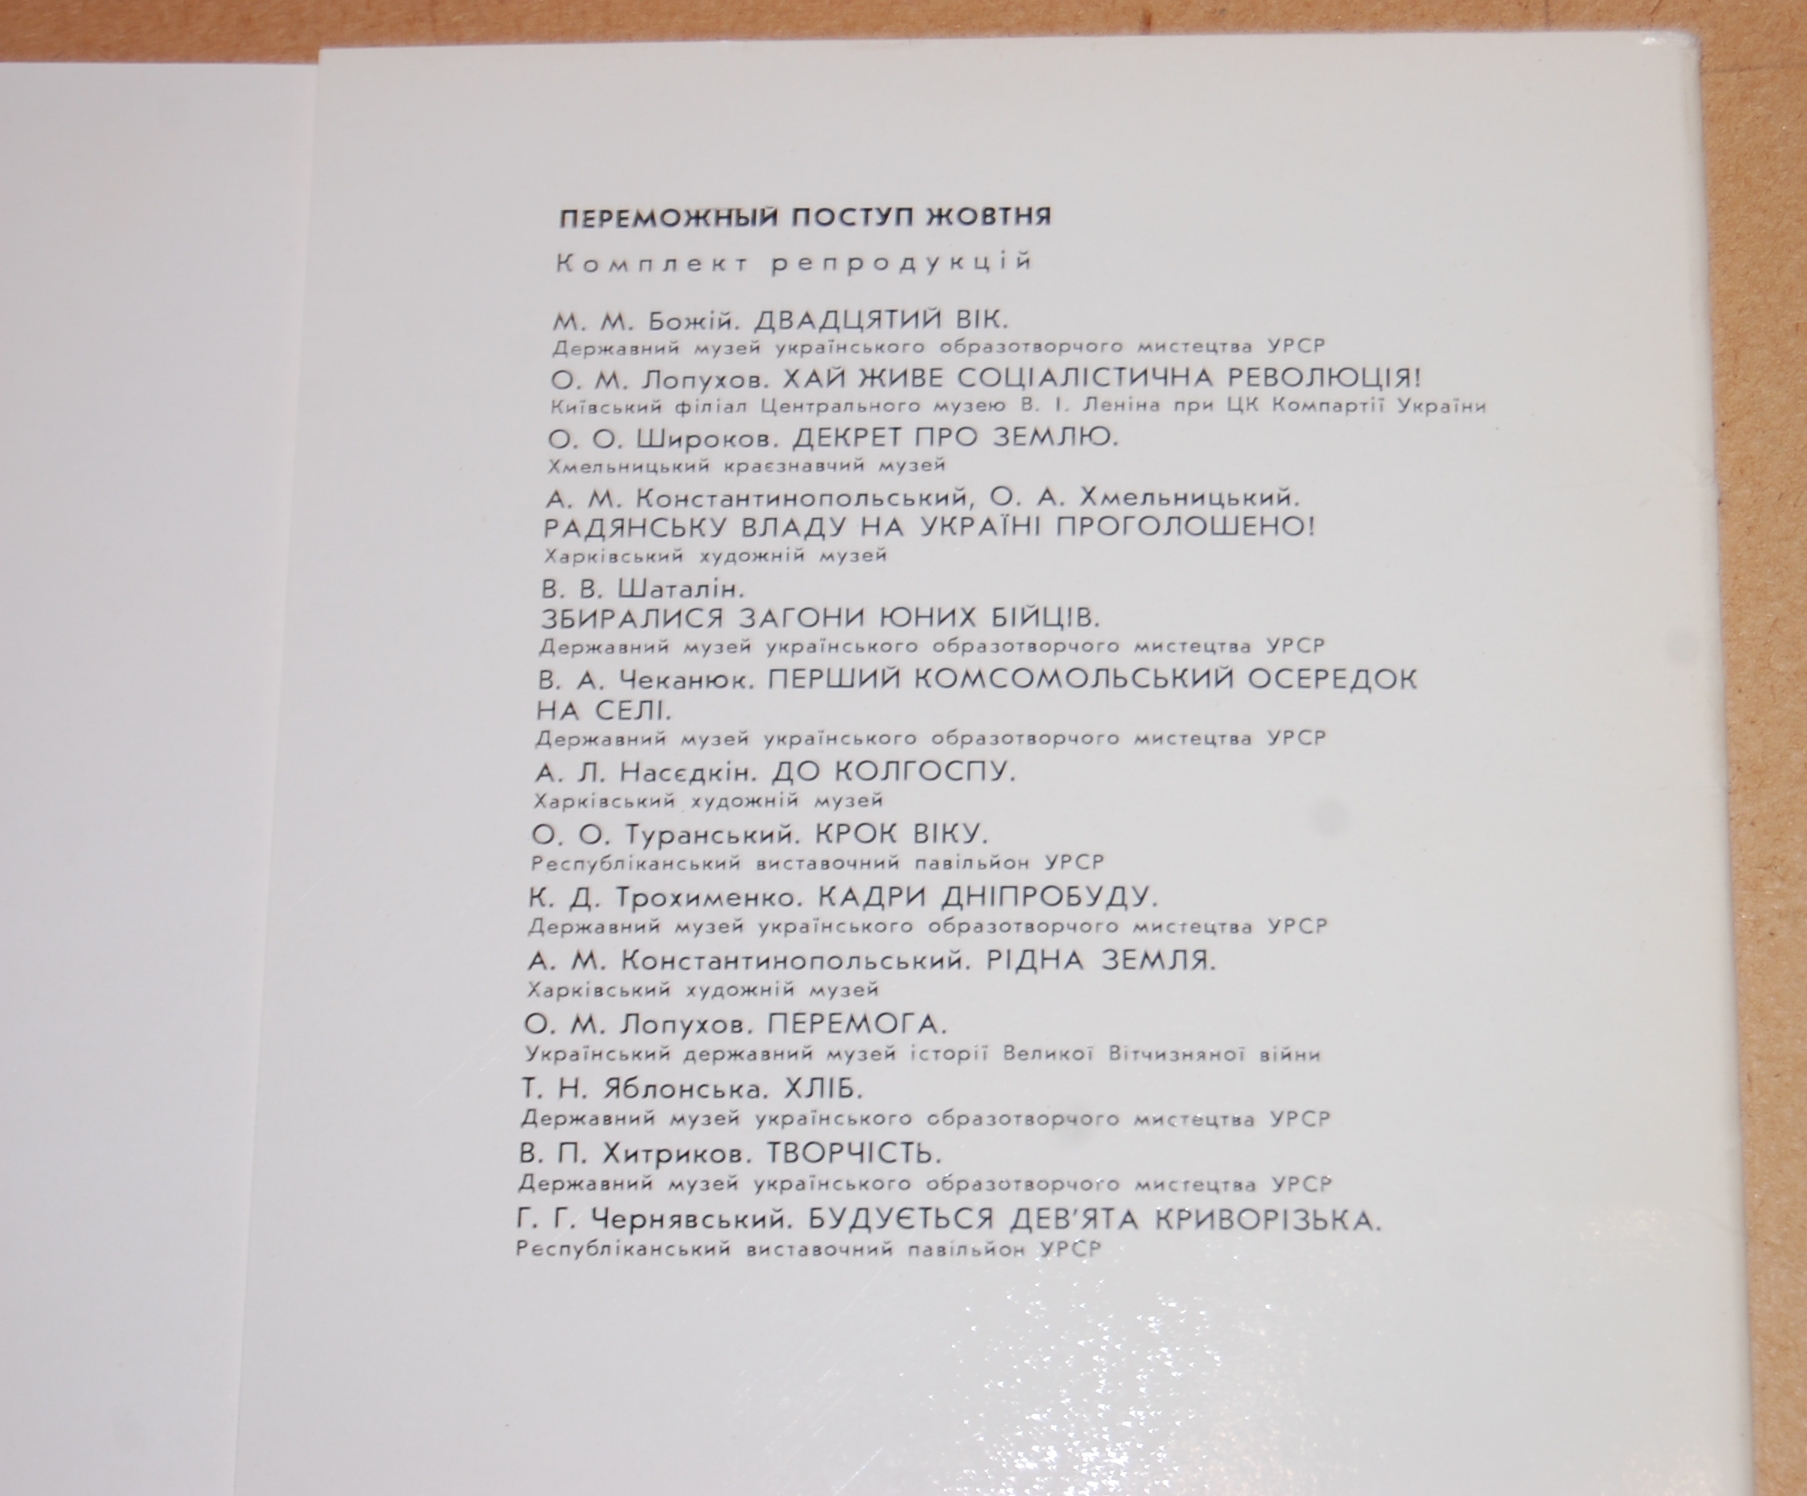 ПЕРЕМОЖНЫЙ ПОСТУП ЖОВТНЯ
Комплект репродукцій
М. М. Божій. ДВАДЦЯТИЙ ВІК.
Державний музей українського образотворчого мистецтва УРСР
О. М. Лопухов. ХАЙ ЖИВЕ СОЦІАЛІСТИЧНА РЕВОЛЮЦІЯ!
Київський філіал Центрального музею В. І. Леніна при ЦК Компартії України
О. О. Широков. ДЕКРЕТ ПРО ЗЕМЛЮ.
Хмельницький краєзнавчий музей
А. М. Константинопольський, О. А. Хмельницький.
РАДЯНСЬКУ ВЛАДУ НА УКРАЇНІ ПРОГОЛОШЕНО!
Харківський художній музей
В. В. Шаталін.
ЗБИРАЛИСЯ ЗАГОНИ ЮНИХ БІЙЦІВ.
Державний музей українського образотворчого мистецтва УРСР
В. А. Чеканюк. ПЕРШИЙ КОМСОМОЛЬСЬКИЙ ОСЕРЕДОК
НА СЕЛІ.
Державний музей українського образотворчого мистецтва УРСР
А. Л. Насєдкін. ДО КОЛГОСПУ.
Харківський художній музей
О. О. Туранський. КРОК ВІКУ.
Республіканський виставочний павільйон УРСР
К. Д. Трохименко. КАДРИ ДНІПРОБУДУ.
Державний музей українського образотворчого мистецтва УРСР
А. М. Константинопольський. РІДНА ЗЕМЛЯ.
Харківський художній музей
О. М. Лопухов. ПЕРЕМОГА.
Український державний музей історії Великої Вітчизняної війни
Т. Н. Яблонська. ХЛІБ.
Державний музей українського образотворчого мистецтва УРСР
В. П. Хитриков. ТВОРЧІСТЬ.
Державний музей українського образотворчого мистецтва УРСР
Г. Г. Чернявський. БУДУЄТЬСЯ ДЕВ'ЯТА КРИВОРІЗЬКА.
Республіканський виставочний павільйон УРСР